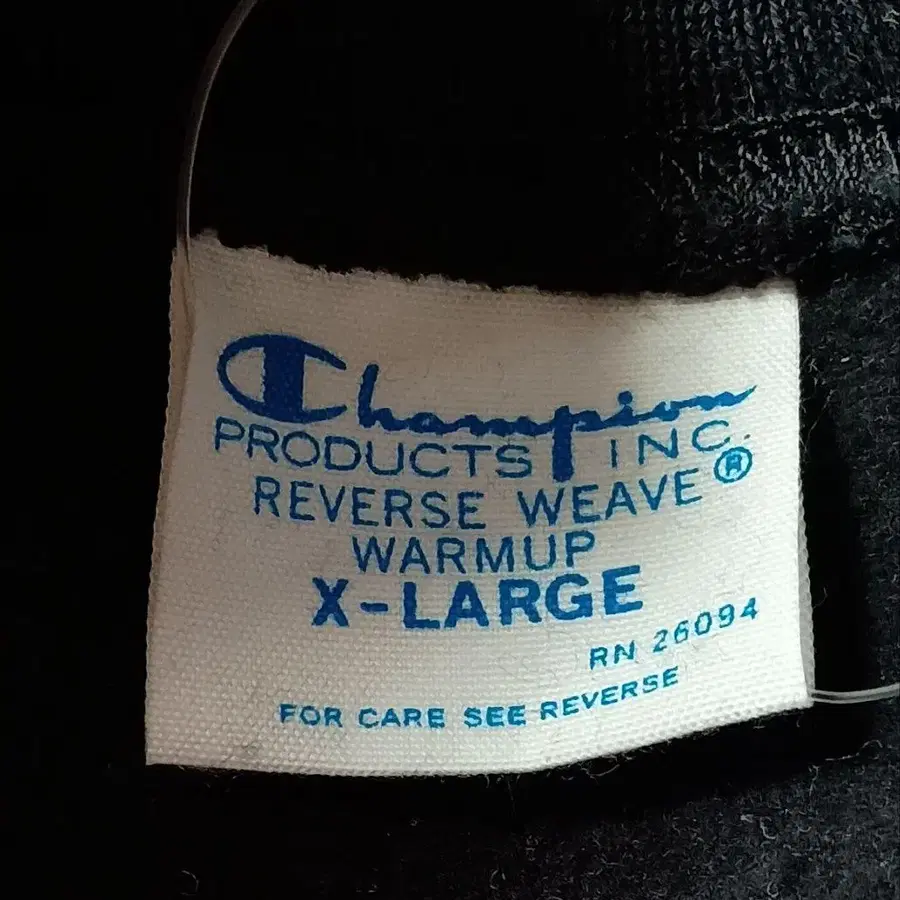 Champion
PRODUCTS INC.
REVERSE WEAVE®
WARMUP
X-LARGE
RN 26094
FOR CARE SEE REVERSE